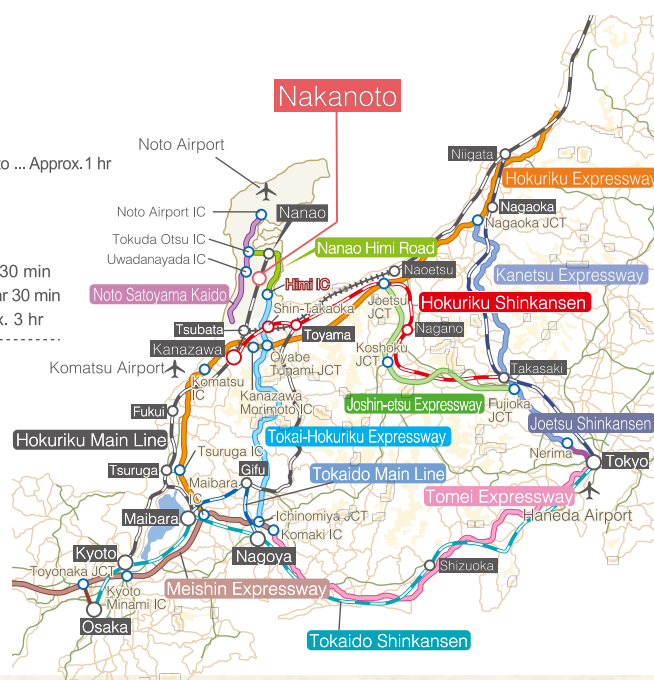 Nakanoto
Noto Airport
to ... Approx.1 hr
Niigata
Hokuriku Expressway
Noto Airport IC
Nanao
Nagaoka
Nagaoka JCT
Tokuda Otsu IC
Nanao Himi Road
Uwadanayada IC
30 min
Naoetsu
Kanetsu Expressway
Himi IC
Noto Satoyama Kaido
hr 30 min
Joetsu
JCT
Hokuriku Shinkansen
Shin-Takaoka
x. 3 hr
Tsubata
Toyama
Nagano
Kanazawa
Oyabe
Tonami JCT
Koshoku
JCT
Komatsu Airport
Takasaki
Komatsu
IC
Kanazawa
Morimoto IC
Joshin-etsu Expressway
Fujioka
JCT
Fukui
Joetsu Shinkansen
Hokuriku Main Line
Tokai-Hokuriku Expressway
Tsuruga IC
Nerima
Tsuruga
Gifu
Tokaido Main Line
Tokyo
Maibara
IC
Tomei Expressway
Maibara
Ichinomiya JCT
Haneda Airport
Komaki IC
Nagoya
Kyoto
Shizuoka
Toyonaka JCT
Kyoto
Minami IC
Meishin Expressway
Osaka
Tokaido Shinkansen